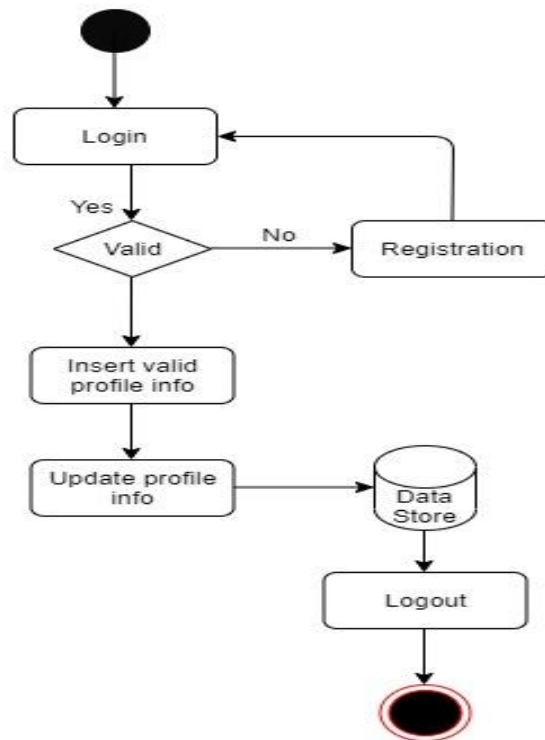 Login
Yes
Valid
No
Registration
Insert valid
profile info
Update profile
info
Data
Store
Logout